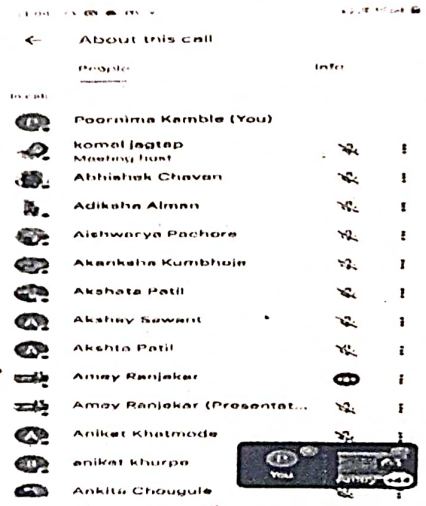 About this call
People Info
In call
Poornima Kamble (You)
komal jagtap
Meeting host
Abhishek Chavan
Adiksha Alman
Aishwarya Pachore
Akanksha Kumbhoje
Akshata Patil
Akshay Sawant
Akshta Patil
Amey Ranjekar
Amey Ranjekar (Presentat...
Aniket Khatmode
aniket khurpe
You Amey
Ankita Chougule